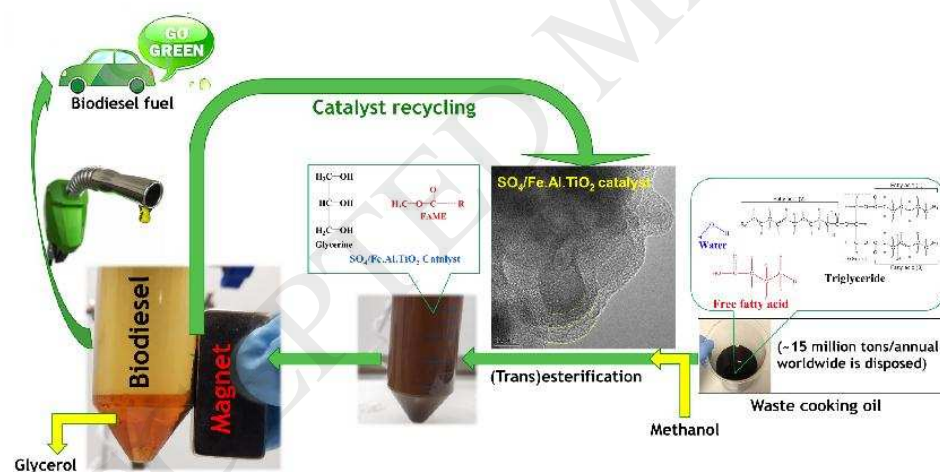 GO
GREEN
Biodiesel fuel
Catalyst recycling
SO₄/Fe.Al.TiO₂ catalyst
H₂C—OH
HC—OH
H₂C—OH
Glycerine
O
H₃C—O—C—R
FAME
SO₄/Fe.Al.TiO₂ Catalyst
Water
Free fatty acid
Triglyceride
Biodiesel
Magnet
(Trans)esterification
Methanol
(~15 million tons/annual
worldwide is disposed)
Waste cooking oil
Glycerol